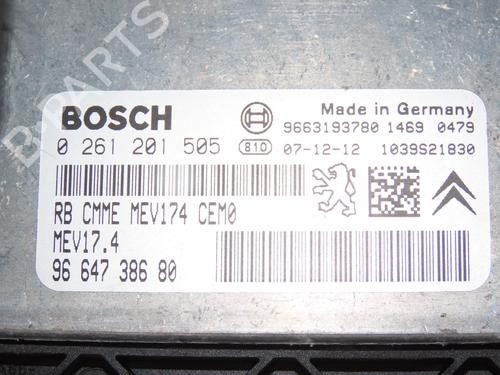 B-PARTS
BOSCH
Made in Germany
9663193780 1469 0479
0 261 201 505 810 07-12-12 1039S21830
RB CMME MEV174 CEM0
MEV17.4
96 647 386 80